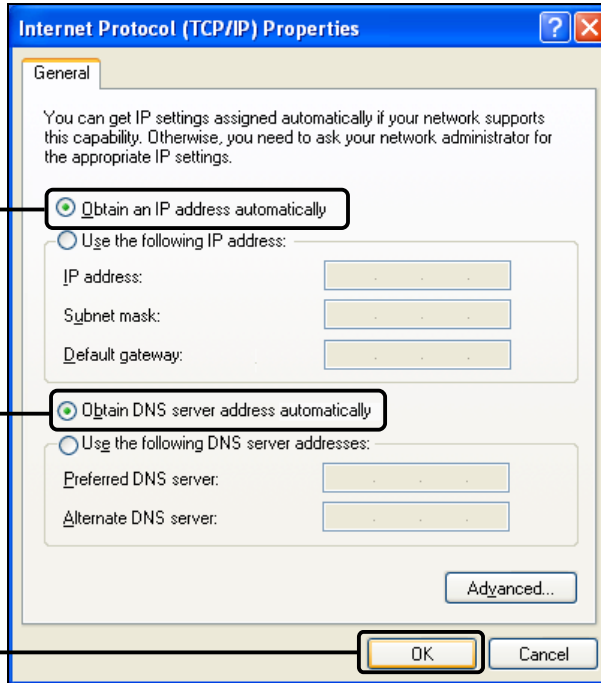 Internet Protocol (TCP/IP) Properties
General
You can get IP settings assigned automatically if your network supports
this capability. Otherwise, you need to ask your network administrator for
the appropriate IP settings.
Obtain an IP address automatically
Use the following IP address:
IP address:
Subnet mask:
Default gateway:
Obtain DNS server address automatically
Use the following DNS server addresses:
Preferred DNS server:
Alternate DNS server:
Advanced...
OK Cancel